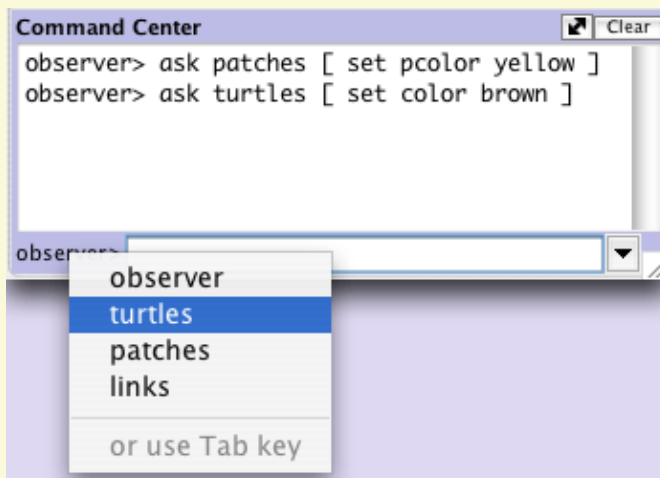 Command Center Clear
observer> ask patches [ set pcolor yellow ]
observer> ask turtles [ set color brown ]
observer>
observer
turtles
patches
links
or use Tab key